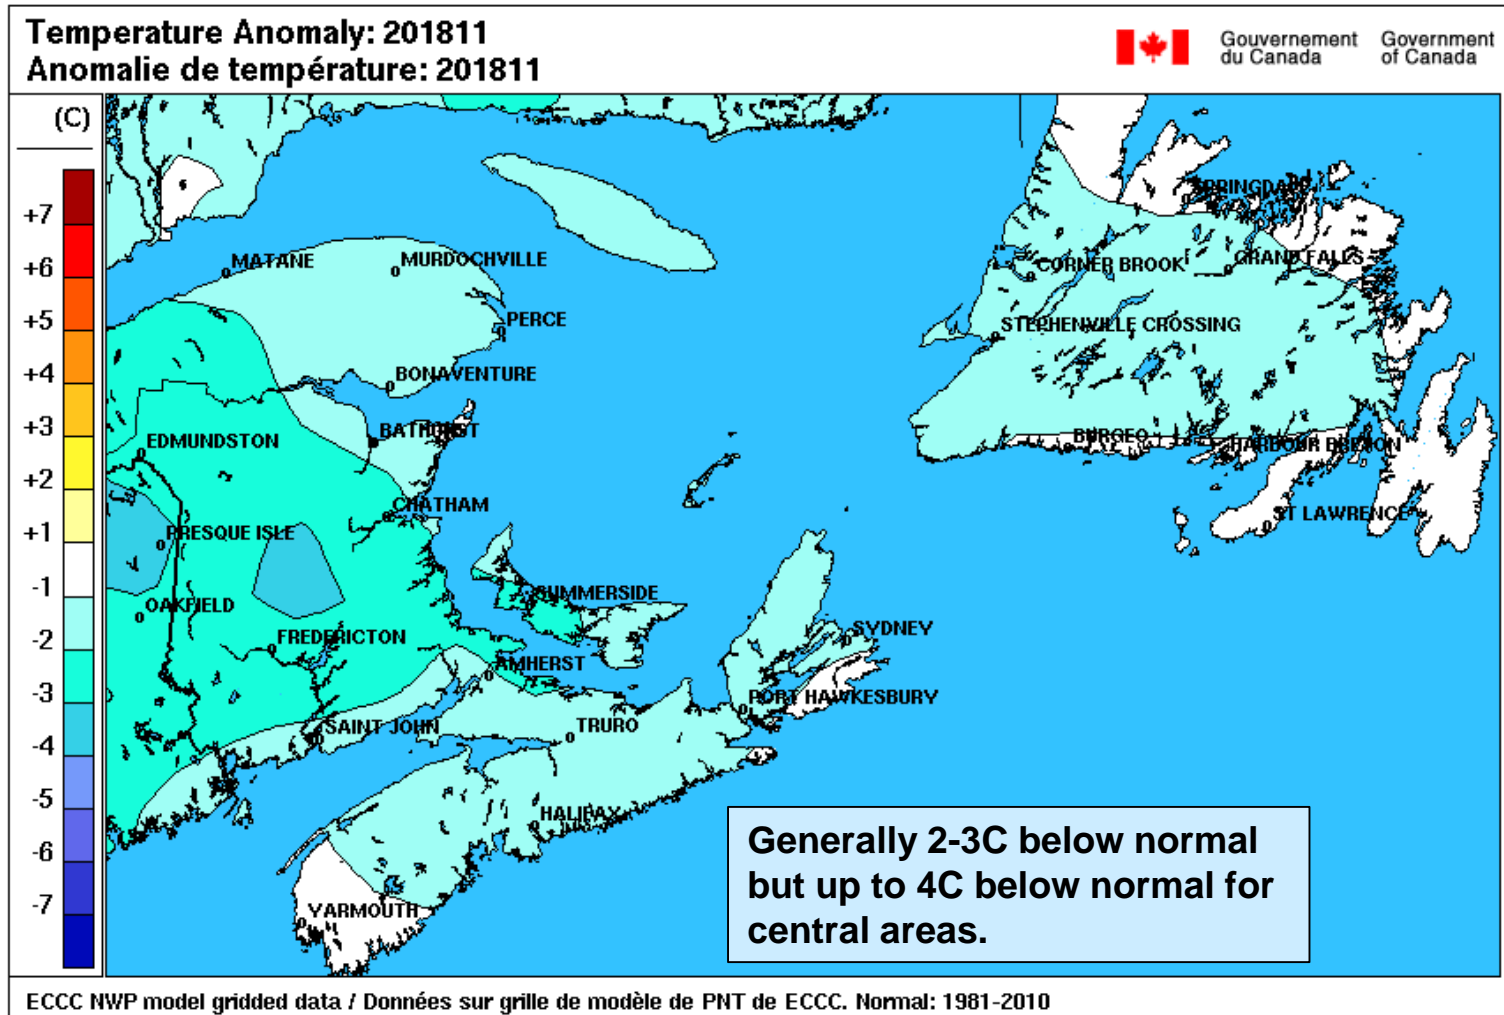 Temperature Anomaly: 201811
Anomalie de température: 201811
Gouvernement du Canada
Government of Canada
(C)
+7
+6
+5
+4
+3
+2
+1
-1
-2
-3
-4
-5
-6
-7
SPRINGDALE
MATANE
MURDOCHVILLE
CORNER BROOK
GRAND FALLS
PERCE
STEPHENVILLE CROSSING
BONAVENTURE
BATHURST
EDMUNDSTON
BURGEO
HARBOUR BRETON
CHATHAM
ST LAWRENCE
PRESQUE ISLE
SUMMERSIDE
OAKFIELD
FREDERICTON
SYDNEY
AMHERST
PORT HAWKESBURY
SAINT JOHN
TRURO
HALIFAX
YARMOUTH
Generally 2-3C below normal
but up to 4C below normal for
central areas.
ECCC NWP model gridded data / Données sur grille de modèle de PNT de ECCC. Normal: 1981-2010